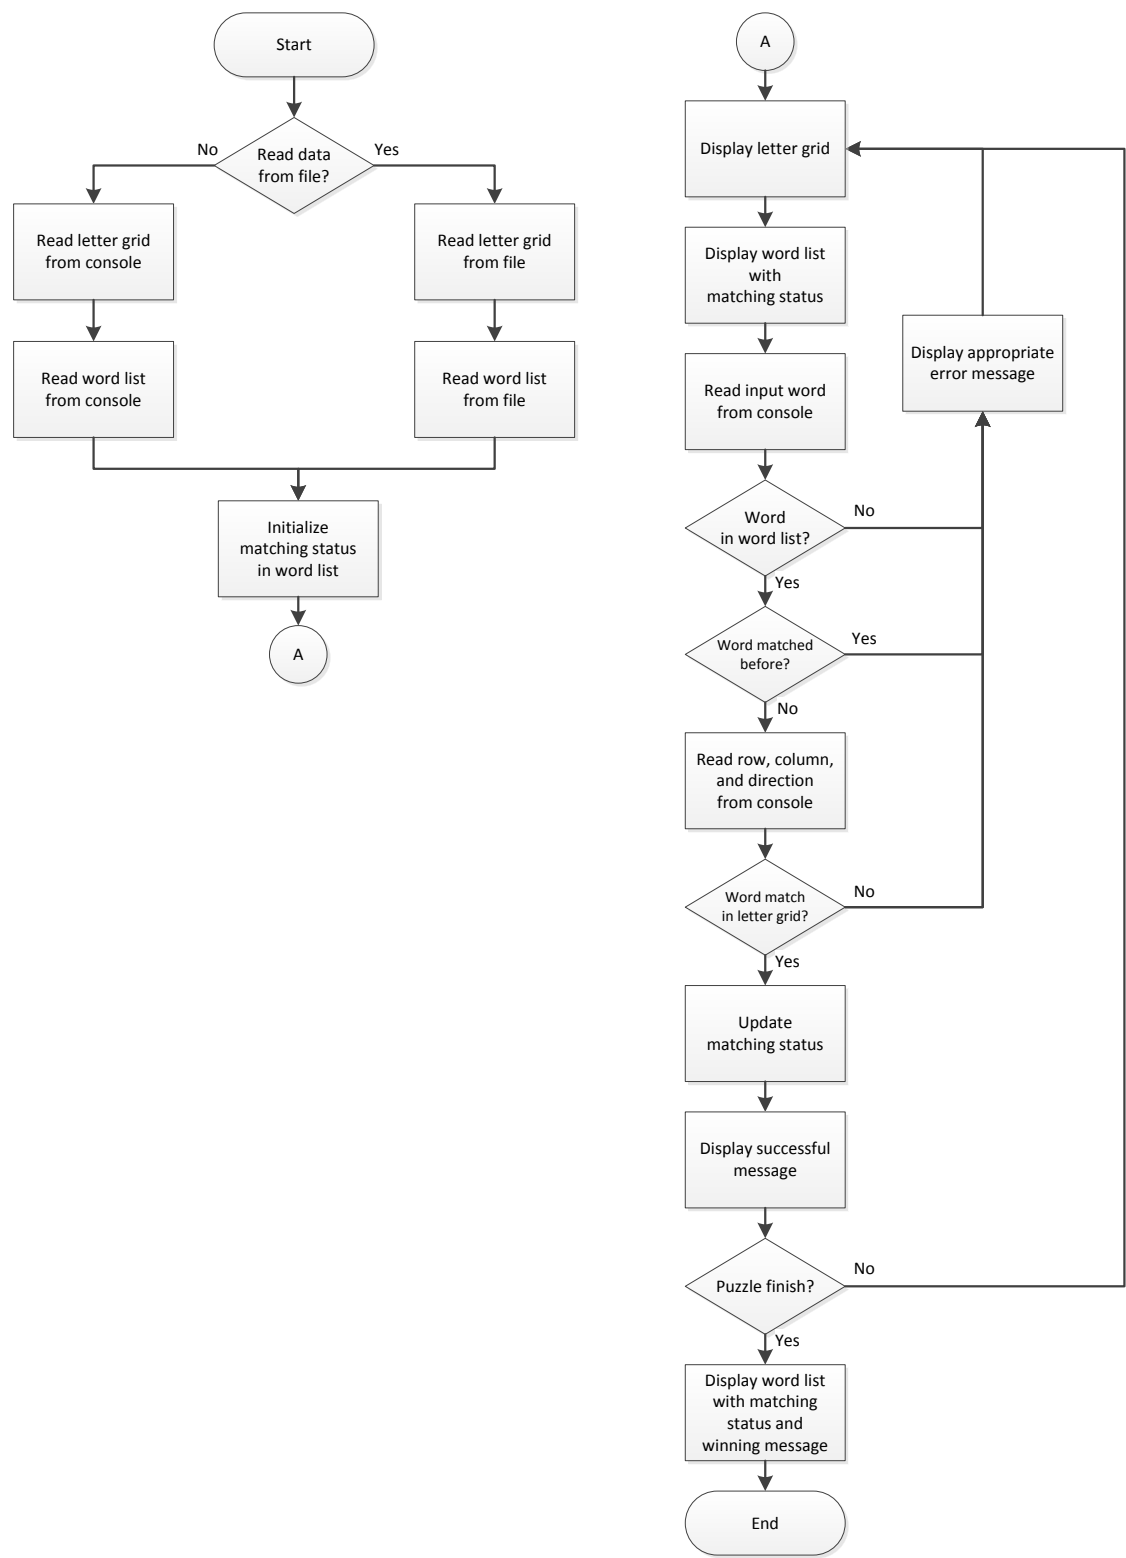 Start
Read data
from file?
No
Yes
Read letter grid
from console
Read letter grid
from file
Read word list
from console
Read word list
from file
Initialize
matching status
in word list
A
A
Display letter grid
Display word list
with
matching status
Display appropriate
error message
Read input word
from console
Word
in word list?
No
Yes
Word matched
before?
Yes
No
Read row, column,
and direction
from console
Word match
in letter grid?
No
Yes
Update
matching status
Display successful
message
Puzzle finish?
No
Yes
Display word list
with matching
status and
winning message
End